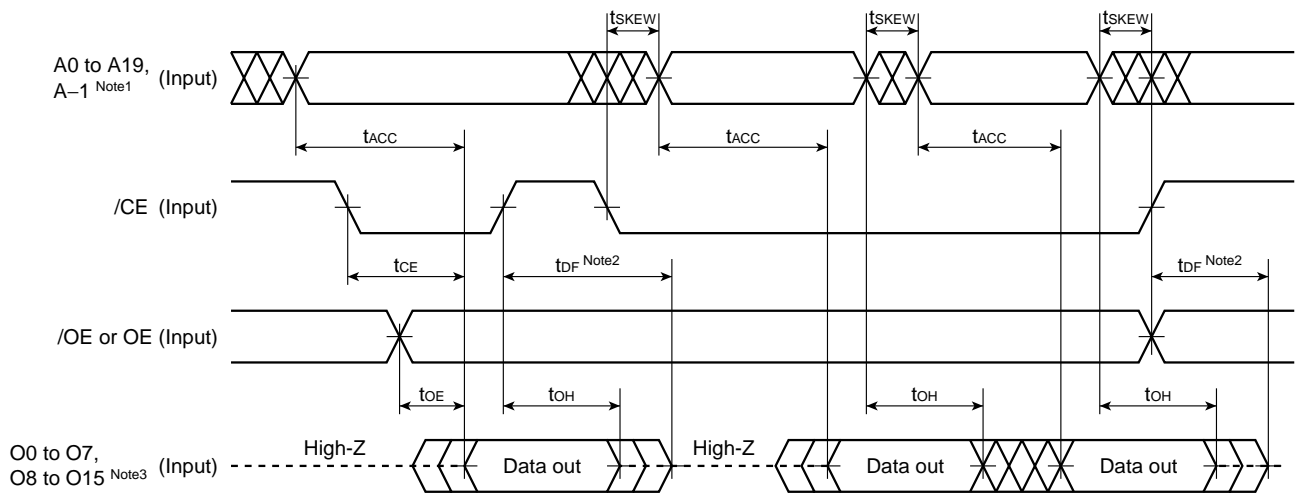 tSKEW tSKEW tSKEW
A0 to A19,
A−1 Note1 (Input)
tACC tACC tACC
/CE (Input)
tCE tDF Note2 tDF Note2
/OE or OE (Input)
tOE tOH tOH tOH
O0 to O7,
O8 to O15 Note3 (Input)
High-Z Data out High-Z Data out Data out